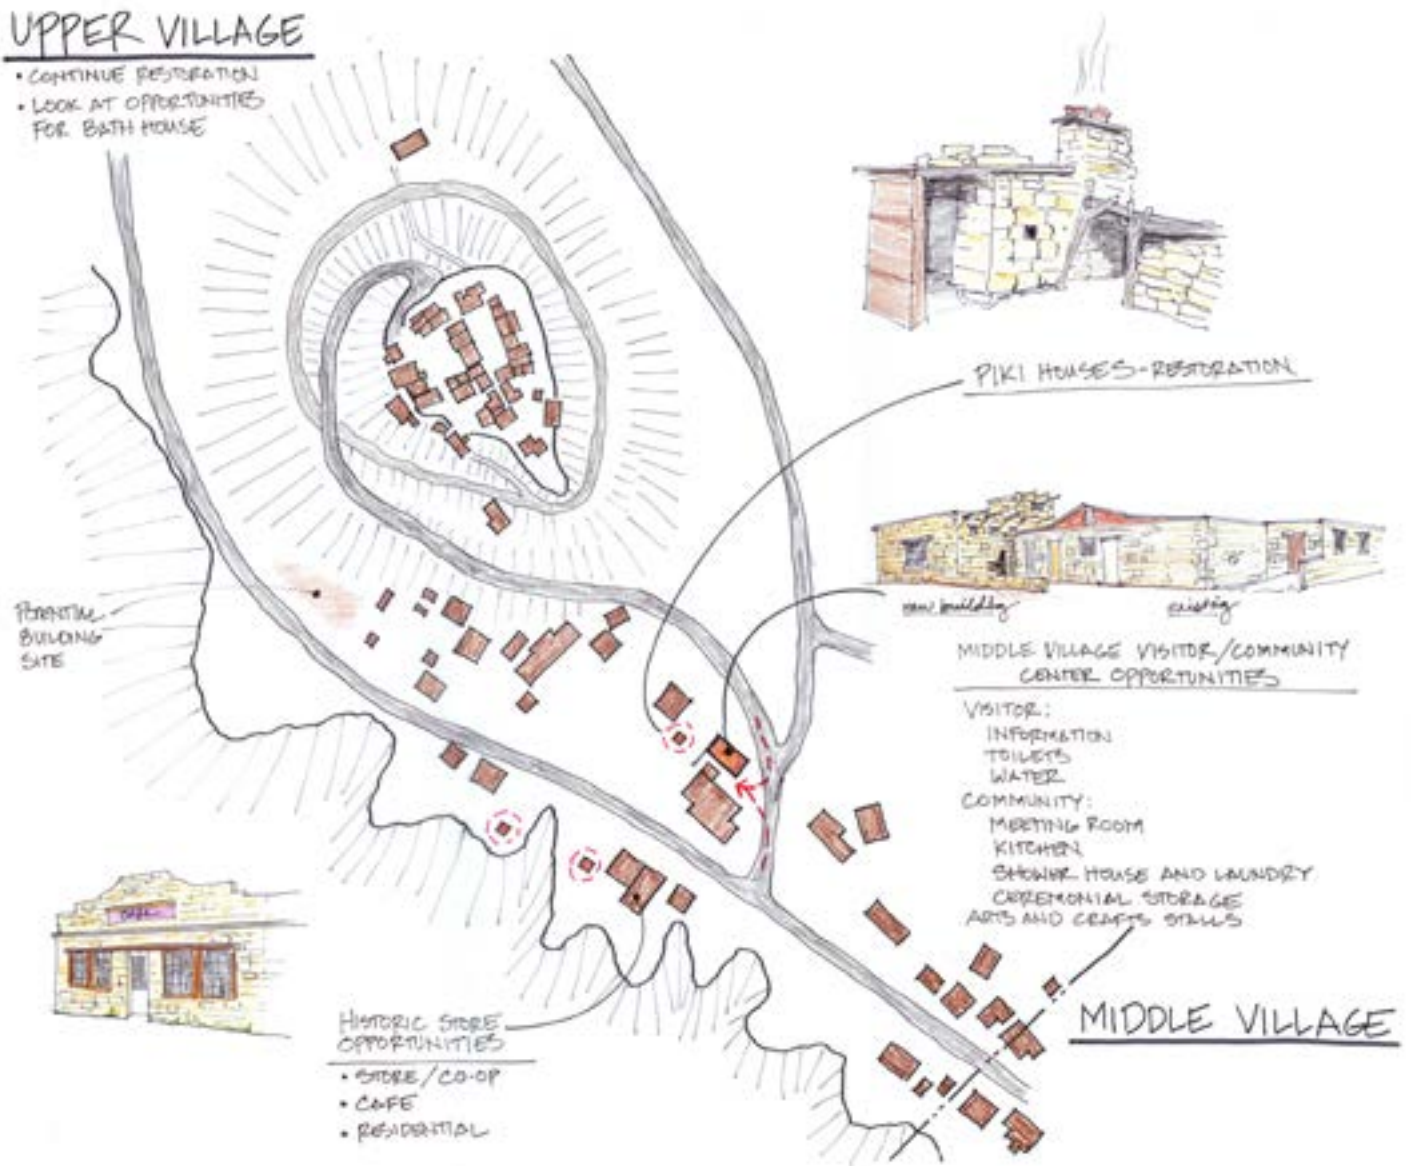 UPPER VILLAGE
• CONTINUE RESTORATION
• LOOK AT OPPORTUNITIES
FOR BATH HOUSE
PIKI HOUSES-RESTORATION
new building
existing
POTENTIAL
BUILDING
SITE
MIDDLE VILLAGE VISITOR/COMMUNITY
CENTER OPPORTUNITIES
VISITOR:
INFORMATION
TOILETS
WATER
COMMUNITY:
MEETING ROOM
KITCHEN
SHOWER HOUSE AND LAUNDRY
CEREMONIAL STORAGE
ARTS AND CRAFTS STALLS
MIDDLE VILLAGE
HISTORIC STORE
OPPORTUNITIES
• STORE/CO-OP
• CAFE
• RESIDENTIAL